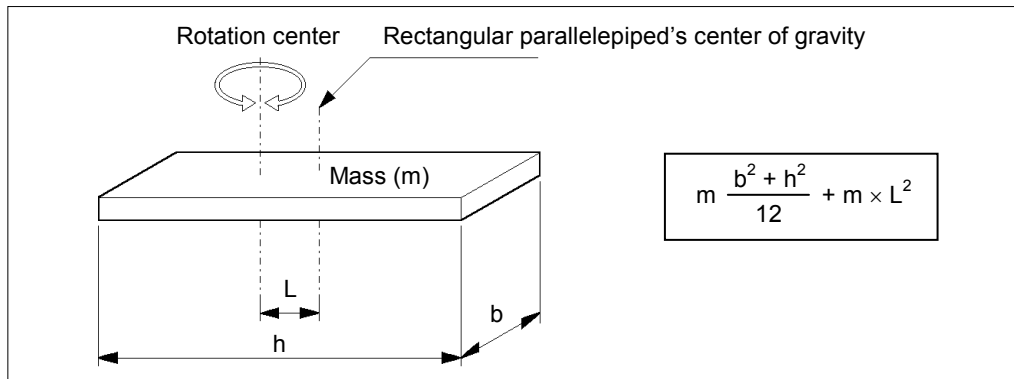 Rotation center
Rectangular parallelepiped’s center of gravity
Mass (m)
m (b² + h²)/12 + m × L²
L
b
h